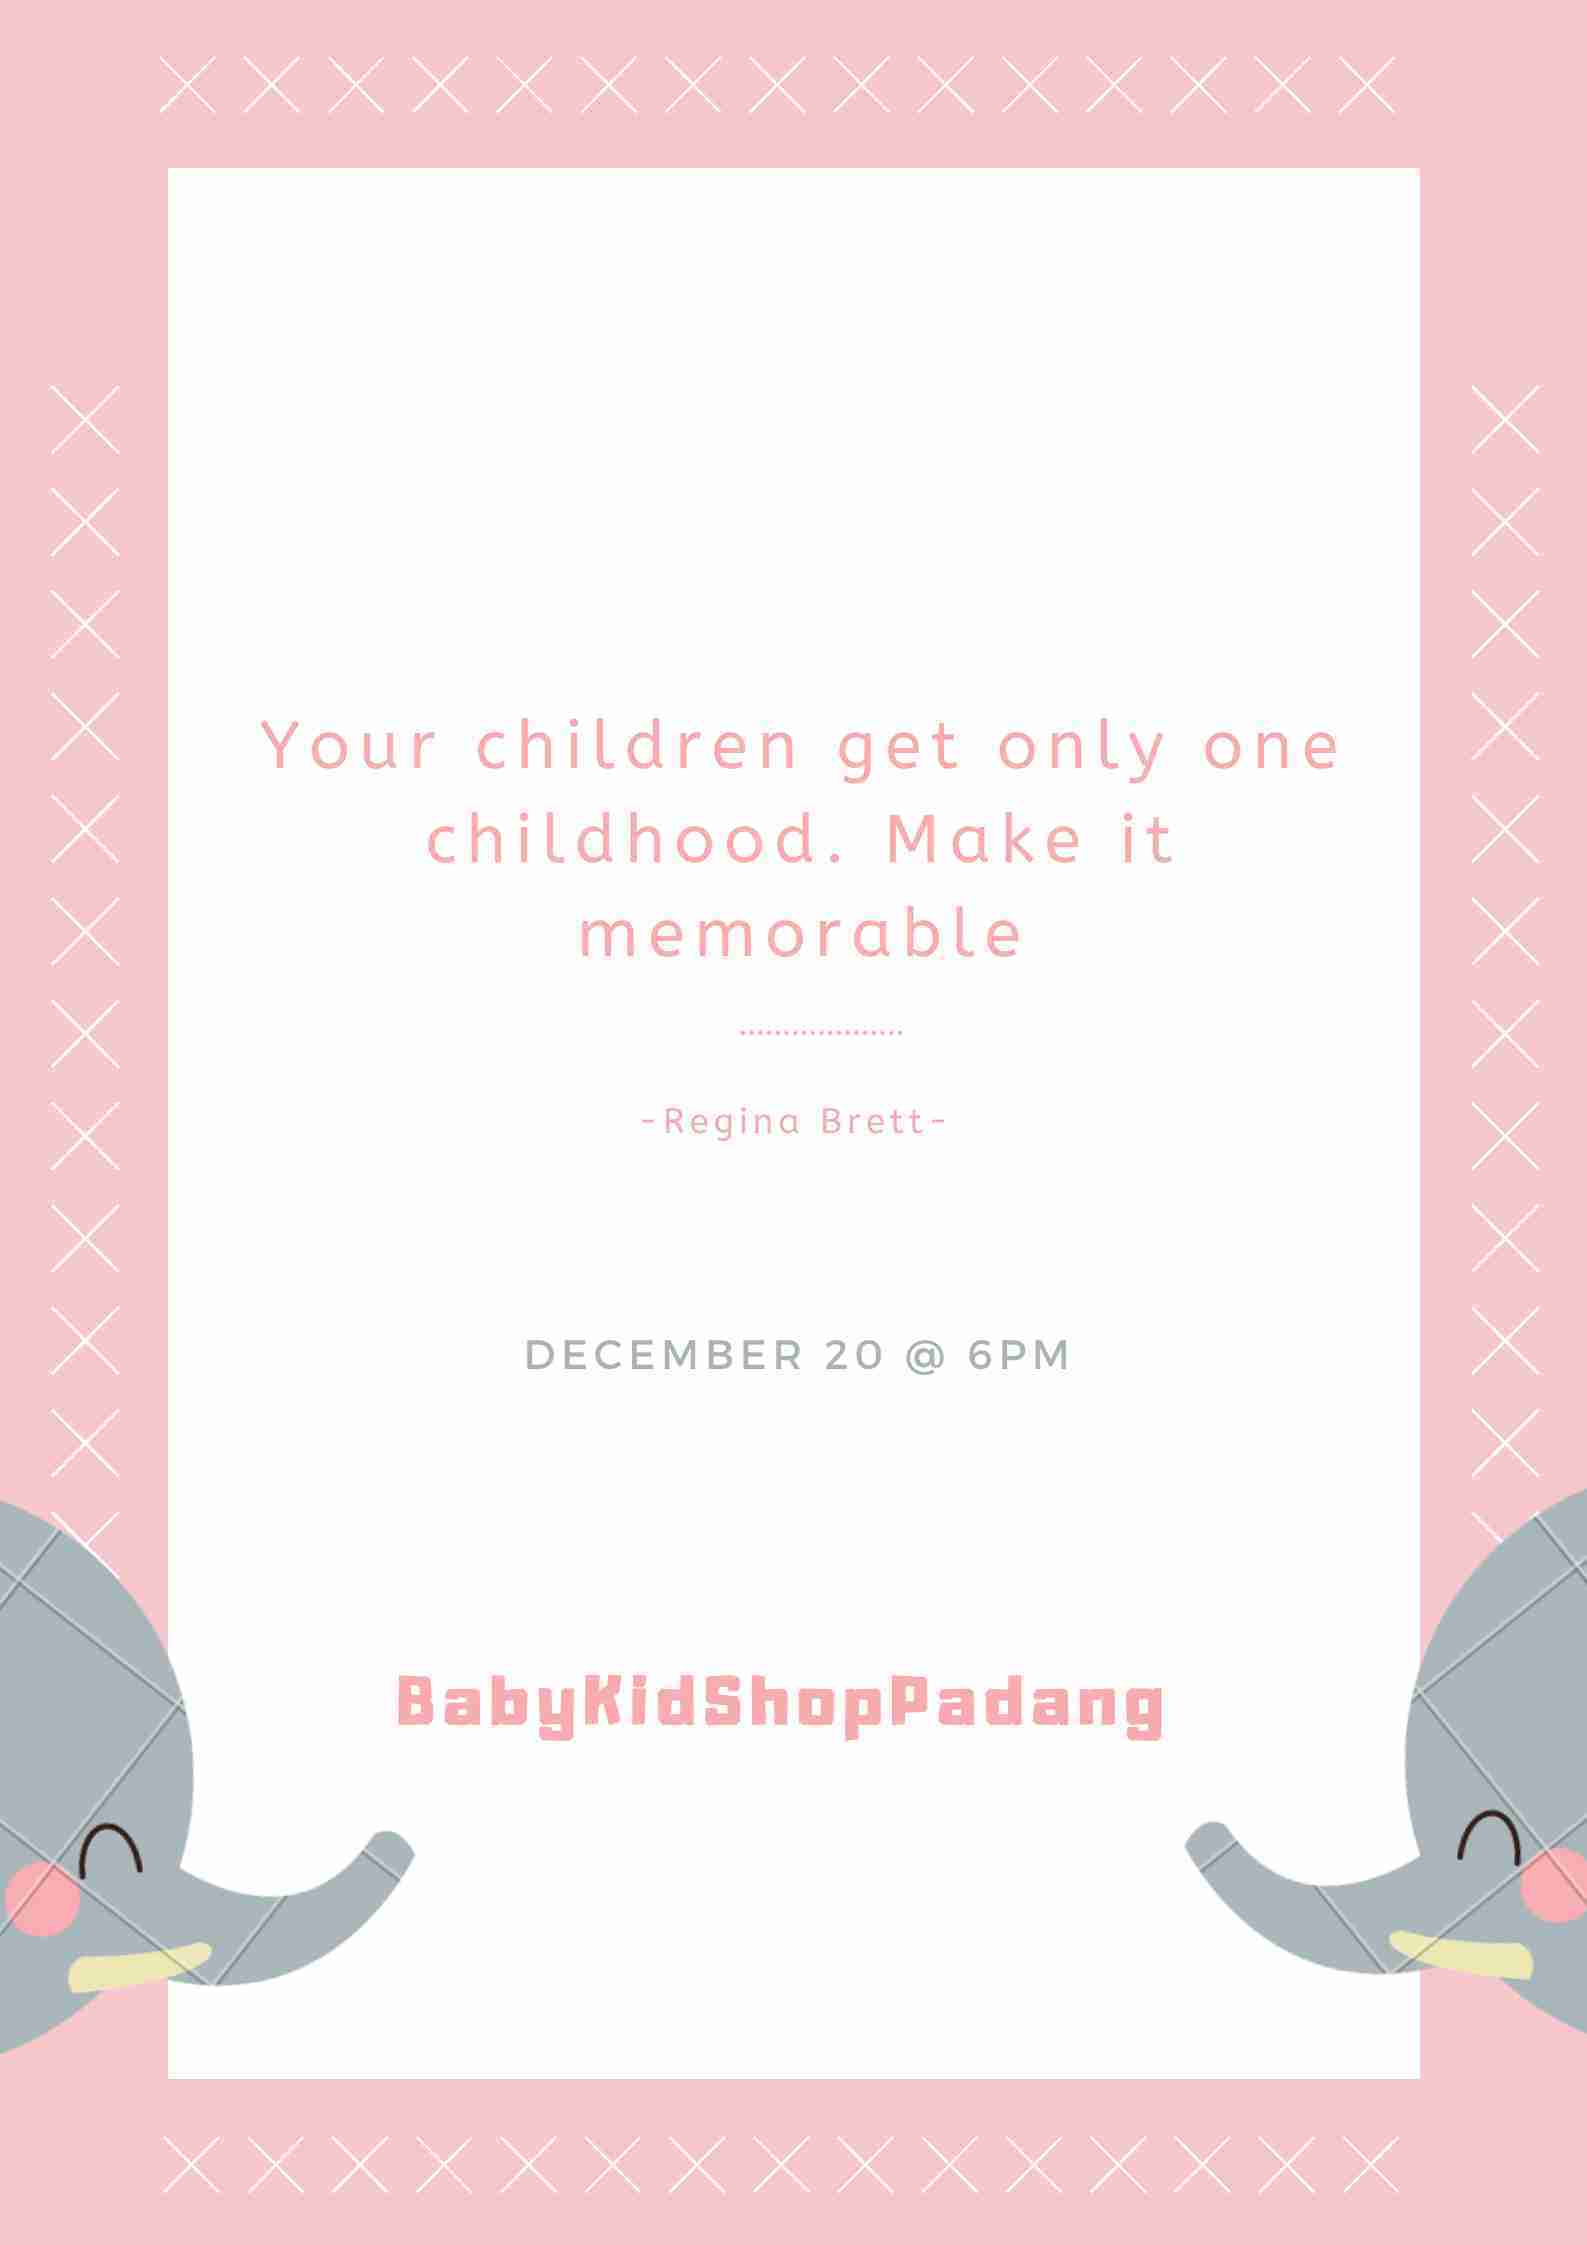 Your children get only one
childhood. Make it
memorable
-Regina Brett-
DECEMBER 20 @ 6PM
BabyKidShopPadang